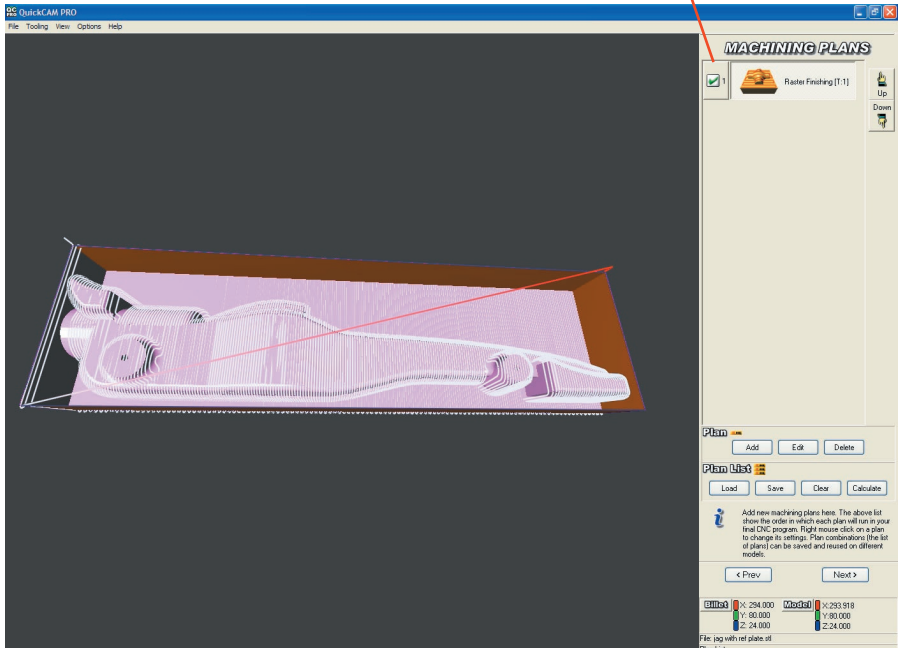 QC PRO QuickCAM PRO
File Tooling View Options Help
MACHINING PLANS
1 Raster Finishing [T:1]
Up
Down
Plan
Add Edit Delete
Plan List
Load Save Clear Calculate
Add new machining plans here. The above list
show the order in which each plan will run in your
final CNC program. Right mouse click on a plan
to change its settings. Plan combinations (the list
of plans) can be saved and reused on different
models.
< Prev Next >
Billet X: 294.000 Model X:293.918
Y: 80.000 Y:80.000
Z: 24.000 Z:24.000
File: jag with ref plate.stl